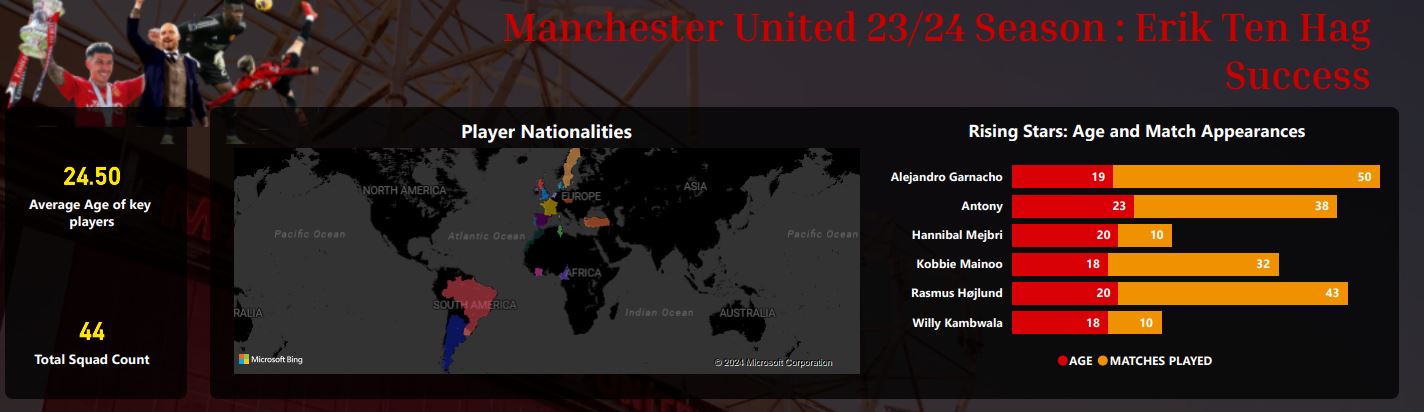 Manchester United 23/24 Season : Erik Ten Hag
Success
24.50
Average Age of key
players
44
Total Squad Count
Player Nationalities
NORTH AMERICA
EUROPE
ASIA
Pacific Ocean
Atlantic Ocean
Pacific Ocean
AFRICA
SOUTH AMERICA
RALIA
Indian Ocean
AUSTRALIA
Microsoft Bing
© 2024 Microsoft Corporation
Rising Stars: Age and Match Appearances
Alejandro Garnacho 19 50
Antony 23 38
Hannibal Mejbri 20 10
Kobbie Mainoo 18 32
Rasmus Højlund 20 43
Willy Kambwala 18 10
AGE MATCHES PLAYED